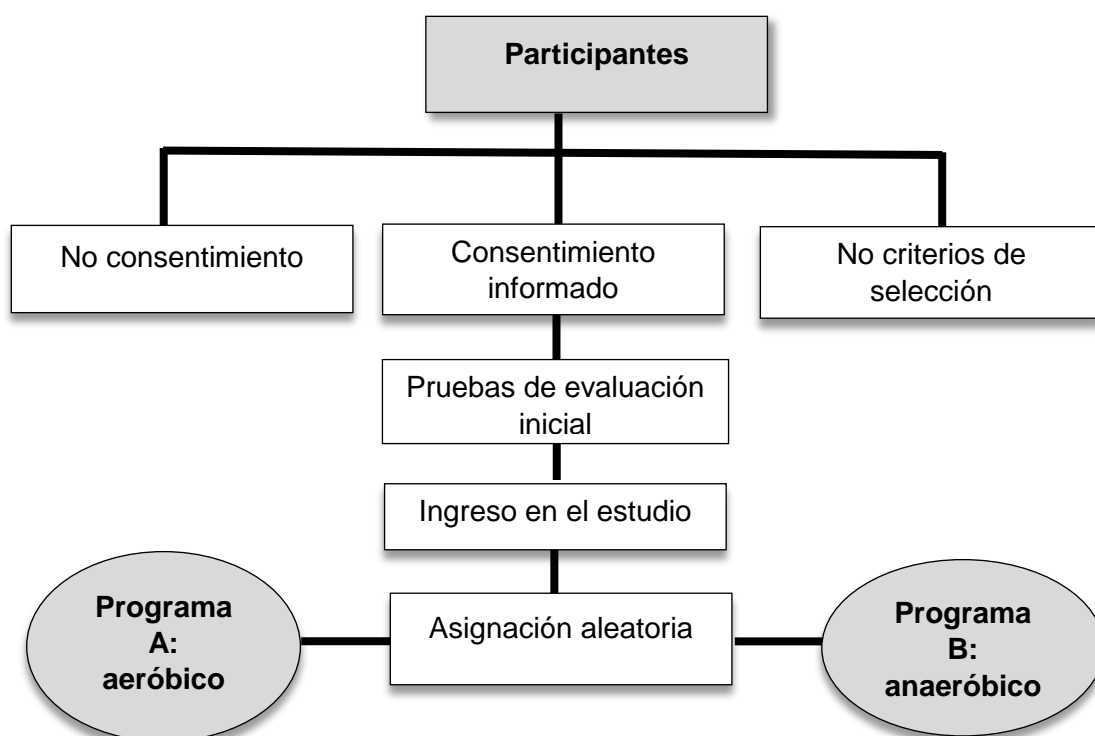 Participantes
No consentimiento
Consentimiento
informado
No criterios de
selección
Pruebas de evaluación
inicial
Ingreso en el estudio
Programa
A:
aeróbico
Asignación aleatoria
Programa
B:
anaeróbico